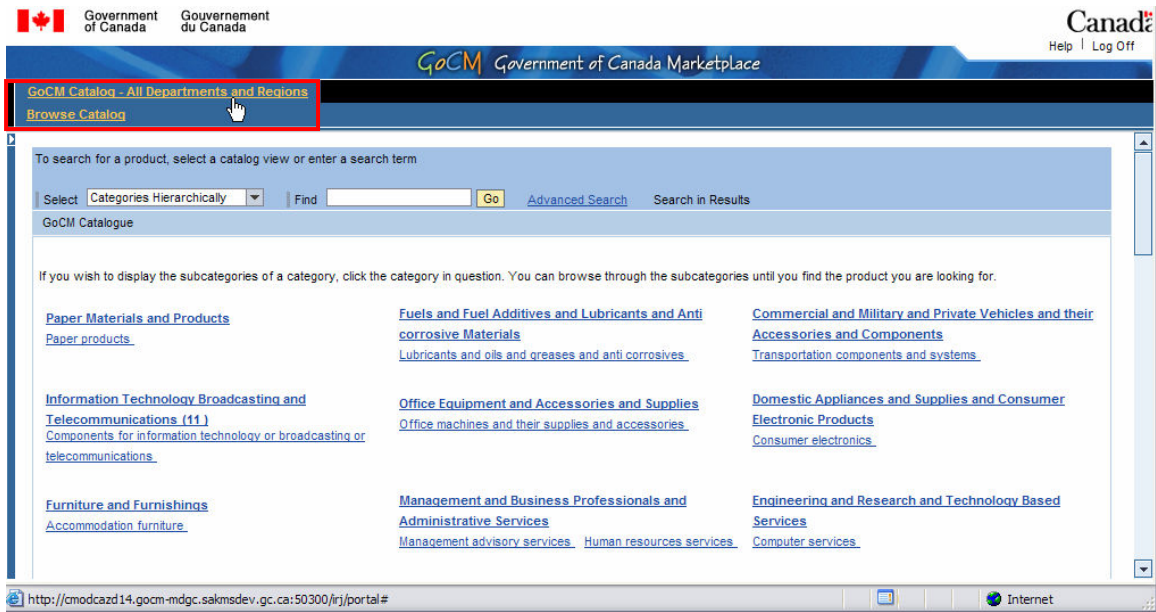 Government of Canada
Gouvernement du Canada
Canada
Help | Log Off
GoCM Government of Canada Marketplace
GoCM Catalog - All Departments and Regions
Browse Catalog
To search for a product, select a catalog view or enter a search term
Select Categories Hierarchically Find Go Advanced Search Search in Results
GoCM Catalogue
If you wish to display the subcategories of a category, click the category in question. You can browse through the subcategories until you find the product you are looking for.
Paper Materials and Products
Paper products
Fuels and Fuel Additives and Lubricants and Anti
corrosive Materials
Lubricants and oils and greases and anti corrosives
Commercial and Military and Private Vehicles and their
Accessories and Components
Transportation components and systems
Information Technology Broadcasting and
Telecommunications (11 )
Components for information technology or broadcasting or
telecommunications
Office Equipment and Accessories and Supplies
Office machines and their supplies and accessories
Domestic Appliances and Supplies and Consumer
Electronic Products
Consumer electronics
Furniture and Furnishings
Accommodation furniture
Management and Business Professionals and
Administrative Services
Management advisory services Human resources services
Engineering and Research and Technology Based
Services
Computer services
http://cmodcazd14.gocm-mdgc.sakmsdev.gc.ca:50300/irj/portal# Internet